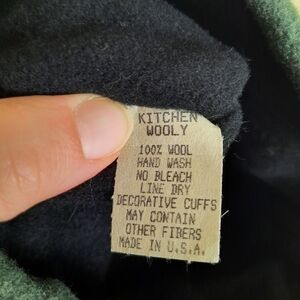 KITCHEN
WOOLY
100% WOOL
HAND WASH
NO BLEACH
LINE DRY
DECORATIVE CUFFS
MAY CONTAIN
OTHER FIBERS
MADE IN U.S.A.